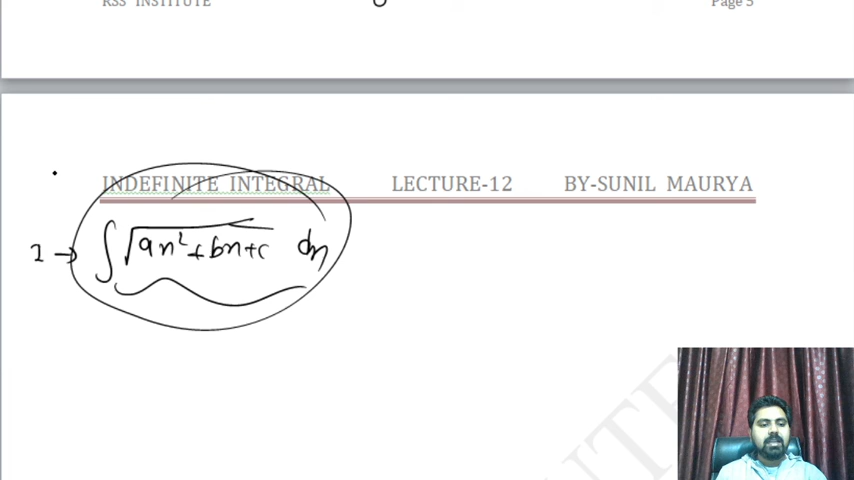 RSS INSTITUTE Page 5
INDEFINITE INTEGRAL LECTURE-12 BY-SUNIL MAURYA
1 → ∫ √(ax²+bx+c) dx